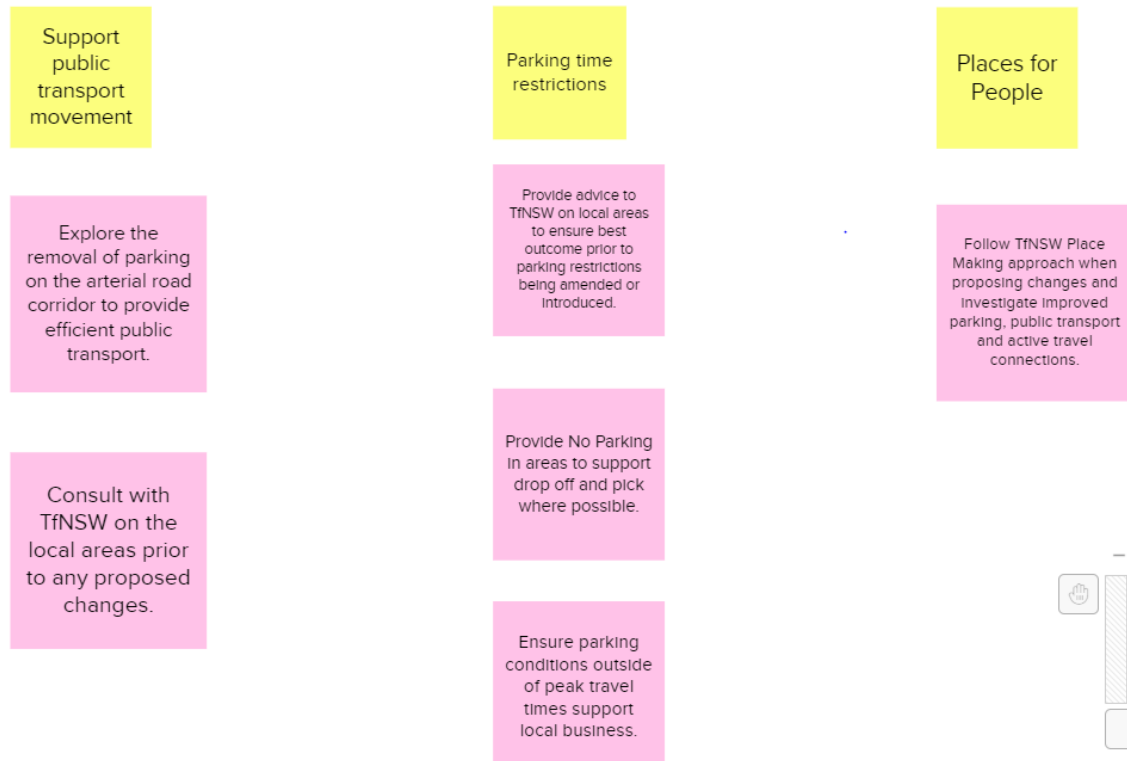 Support
public
transport
movement
Explore the
removal of parking
on the arterial road
corridor to provide
efficient public
transport.
Consult with
TfNSW on the
local areas prior
to any proposed
changes.
Parking time
restrictions
Provide advice to
TfNSW on local areas
to ensure best
outcome prior to
parking restrictions
being amended or
introduced.
Provide No Parking
in areas to support
drop off and pick
where possible.
Ensure parking
conditions outside
of peak travel
times support
local business.
Places for
People
Follow TfNSW Place
Making approach when
proposing changes and
investigate improved
parking, public transport
and active travel
connections.